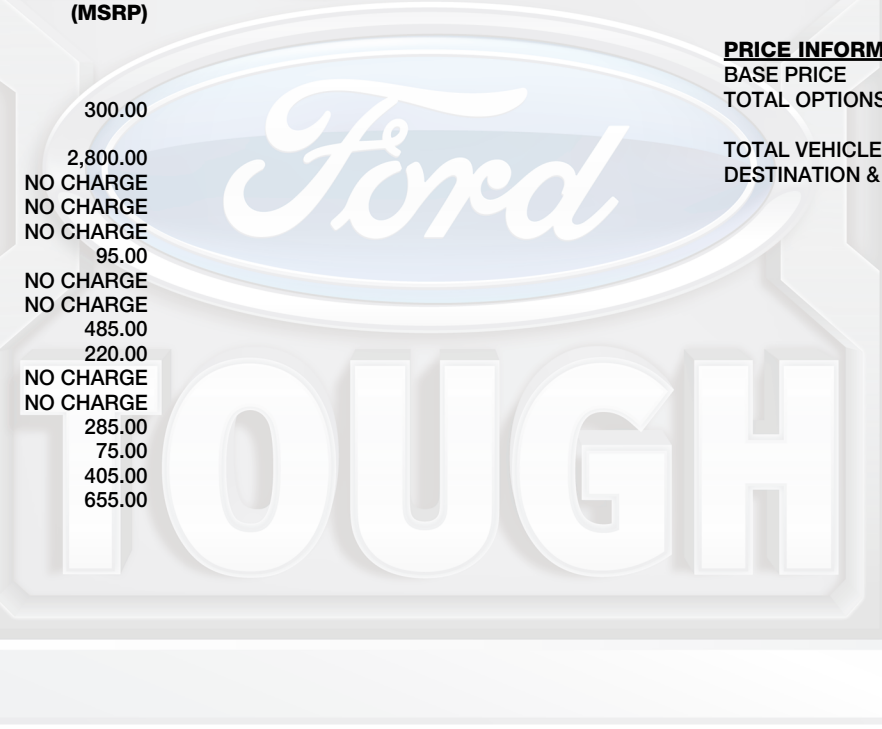 (MSRP)
300.00
2,800.00
NO CHARGE
NO CHARGE
NO CHARGE
95.00
NO CHARGE
NO CHARGE
485.00
220.00
NO CHARGE
NO CHARGE
285.00
75.00
405.00
655.00
PRICE INFORM
BASE PRICE
TOTAL OPTIONS
TOTAL VEHICLE
DESTINATION &
Ford
TOUGH